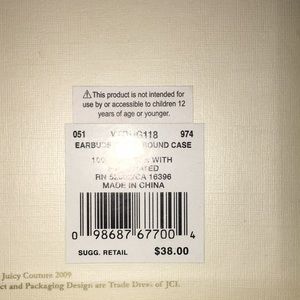 ⚠This product is not intended for
use by or accessible to children 12
years of age or younger.
051 974
EARBUDS ROUND CASE
WITH
RN CA 16396
MADE IN CHINA
0 98687 67700 4
SUGG. RETAIL $38.00
Juicy Couture 2009
and Packaging Design are Trade Dress of JCI.